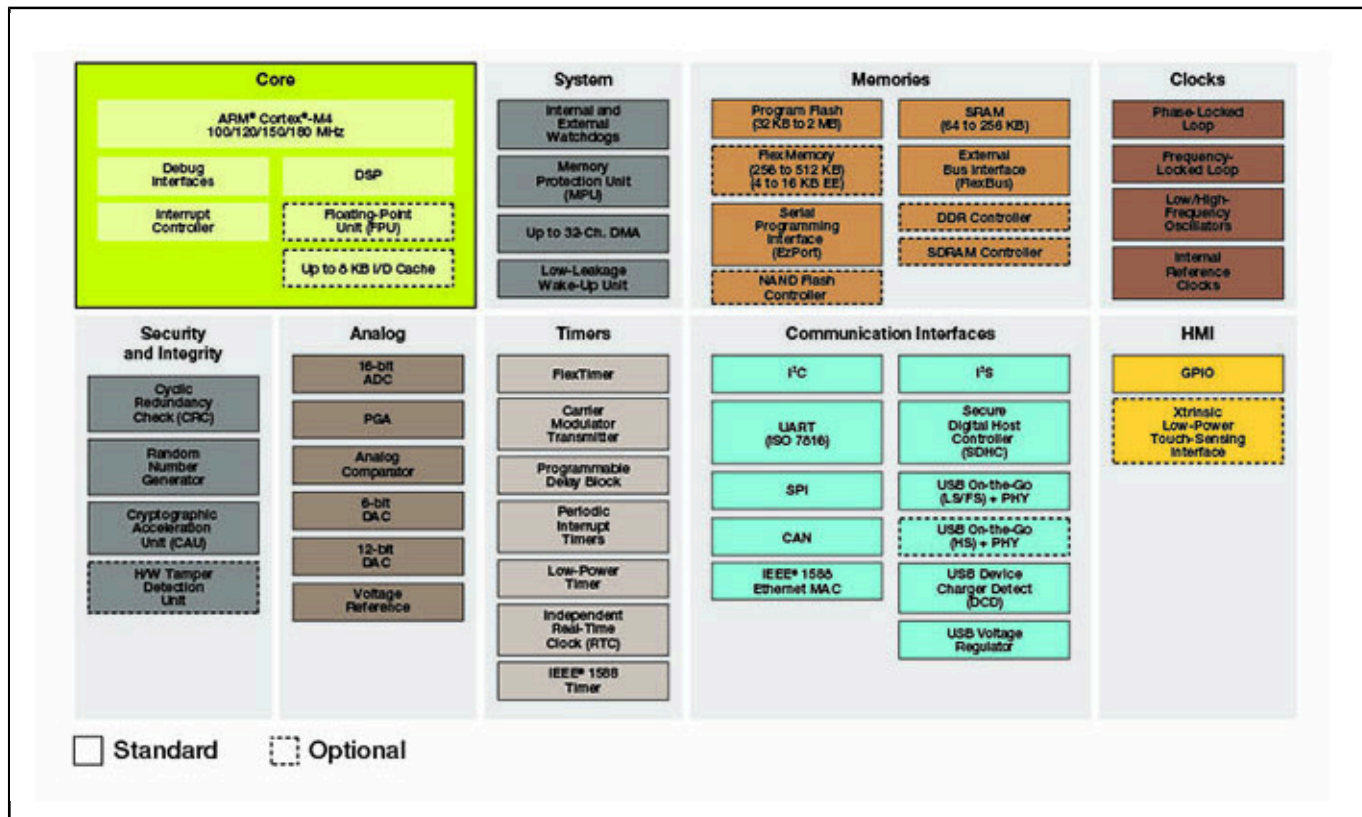 Core
ARM® Cortex®-M4
100/120/150/180 MHz
Debug
Interfaces
DSP
Interrupt
Controller
Floating-Point
Unit (FPU)
Up to 8 KB I/D Cache
System
Internal and
External
Watchdogs
Memory
Protection Unit
(MPU)
Up to 32-Ch. DMA
Low-Leakage
Wake-Up Unit
Memories
Program Flash
(32 KB to 2 MB)
SRAM
(64 to 256 KB)
FlexMemory
(256 to 512 KB)
(4 to 16 KB EE)
External
Bus Interface
(FlexBus)
Serial
Programming
Interface
(EzPort)
DDR Controller
SDRAM Controller
NAND Flash
Controller
Clocks
Phase-Locked
Loop
Frequency-
Locked Loop
Low/High-
Frequency
Oscillators
Internal
Reference
Clocks
Security
and Integrity
Cyclic
Redundancy
Check (CRC)
Random
Number
Generator
Cryptographic
Acceleration
Unit (CAU)
H/W Tamper
Detection
Unit
Analog
16-bit
ADC
PGA
Analog
Comparator
6-bit
DAC
12-bit
DAC
Voltage
Reference
Timers
FlexTimer
Carrier
Modulator
Transmitter
Programmable
Delay Block
Periodic
Interrupt
Timers
Low-Power
Timer
Independent
Real-Time
Clock (RTC)
IEEE® 1588
Timer
Communication Interfaces
I²C
I²S
UART
(ISO 7816)
Secure
Digital Host
Controller
(SDHC)
SPI
USB On-the-Go
(LS/FS) + PHY
CAN
USB On-the-Go
(HS) + PHY
IEEE® 1588
Ethernet MAC
USB Device
Charger Detect
(DCD)
USB Voltage
Regulator
HMI
GPIO
Xtrinsic
Low-Power
Touch-Sensing
Interface
Standard
Optional